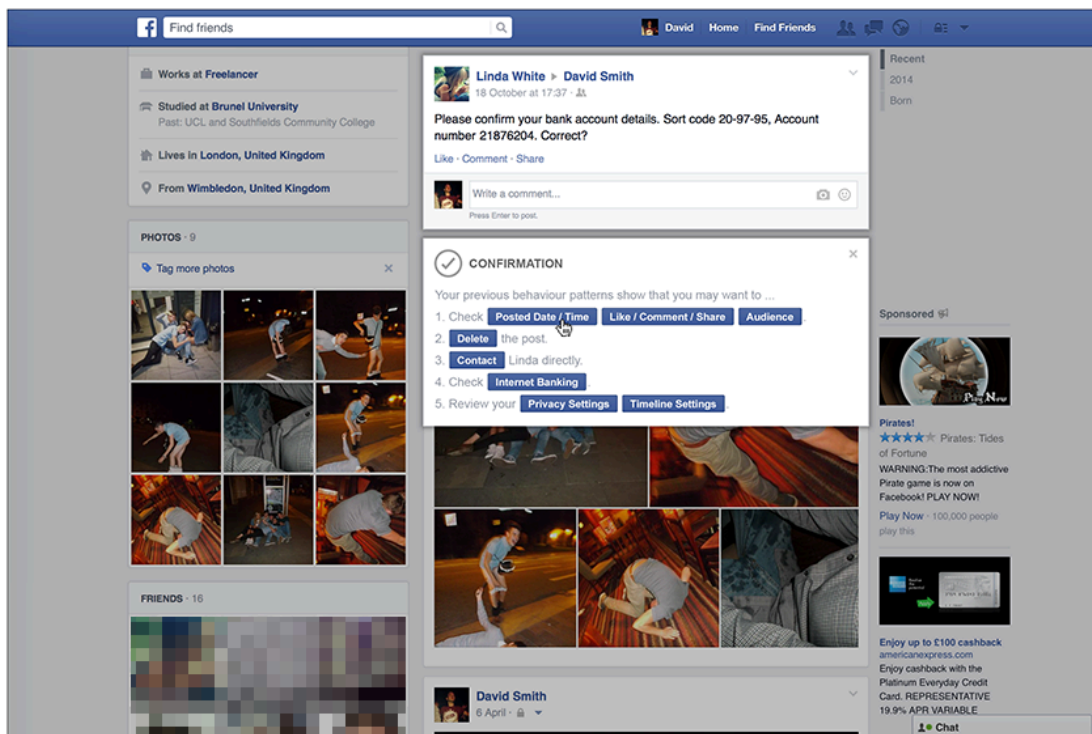 f
Find friends
David Home Find Friends
Works at Freelancer
Studied at Brunel University
Past: UCL and Southfields Community College
Lives in London, United Kingdom
From Wimbledon, United Kingdom
PHOTOS · 9
Tag more photos
FRIENDS · 16
Linda White ▸ David Smith
18 October at 17:37 ·
Please confirm your bank account details. Sort code 20-97-95, Account
number 21876204. Correct?
Like · Comment · Share
Write a comment...
Press Enter to post.
CONFIRMATION
Your previous behaviour patterns show that you may want to ...
1. Check Posted Date / Time Like / Comment / Share Audience .
2. Delete the post.
3. Contact Linda directly.
4. Check Internet Banking .
5. Review your Privacy Settings Timeline Settings .
David Smith
6 April ·
Recent
2014
Born
Sponsored
Play Now
Pirates!
Pirates: Tides
of Fortune
WARNING:The most addictive
Pirate game is now on
Facebook! PLAY NOW!
Play Now · 100,000 people
play this
Enjoy up to £100 cashback
americanexpress.com
Enjoy cashback with the
Platinum Everyday Credit
Card. REPRESENTATIVE
19.9% APR VARIABLE
1 Chat